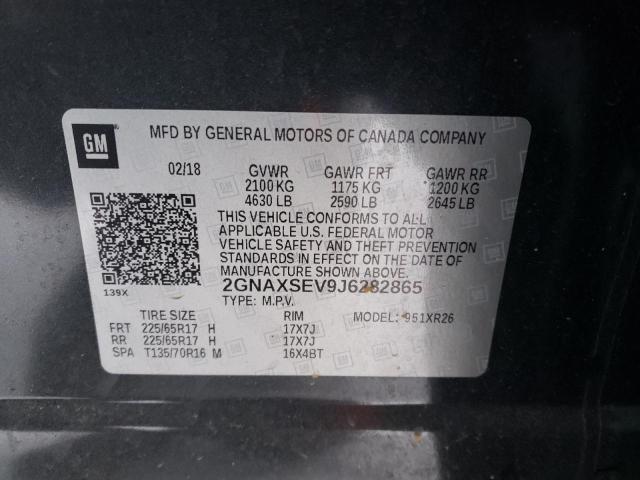 GM
MFD BY GENERAL MOTORS OF CANADA COMPANY
02/18 GVWR GAWR FRT GAWR RR
2100 KG 1175 KG 1200 KG
4630 LB 2590 LB 2645 LB
THIS VEHICLE CONFORMS TO ALL
APPLICABLE U.S. FEDERAL MOTOR
VEHICLE SAFETY AND THEFT PREVENTION
STANDARDS IN EFFECT ON THE DATE OF
MANUFACTURE SHOWN ABOVE.
139X
2GNAXSEV9J6282865
TYPE: M.P.V.
TIRE SIZE RIM MODEL: 951XR26
FRT 225/65R17 H 17X7J
RR 225/65R17 H 17X7J
SPA T135/70R16 M 16X4BT